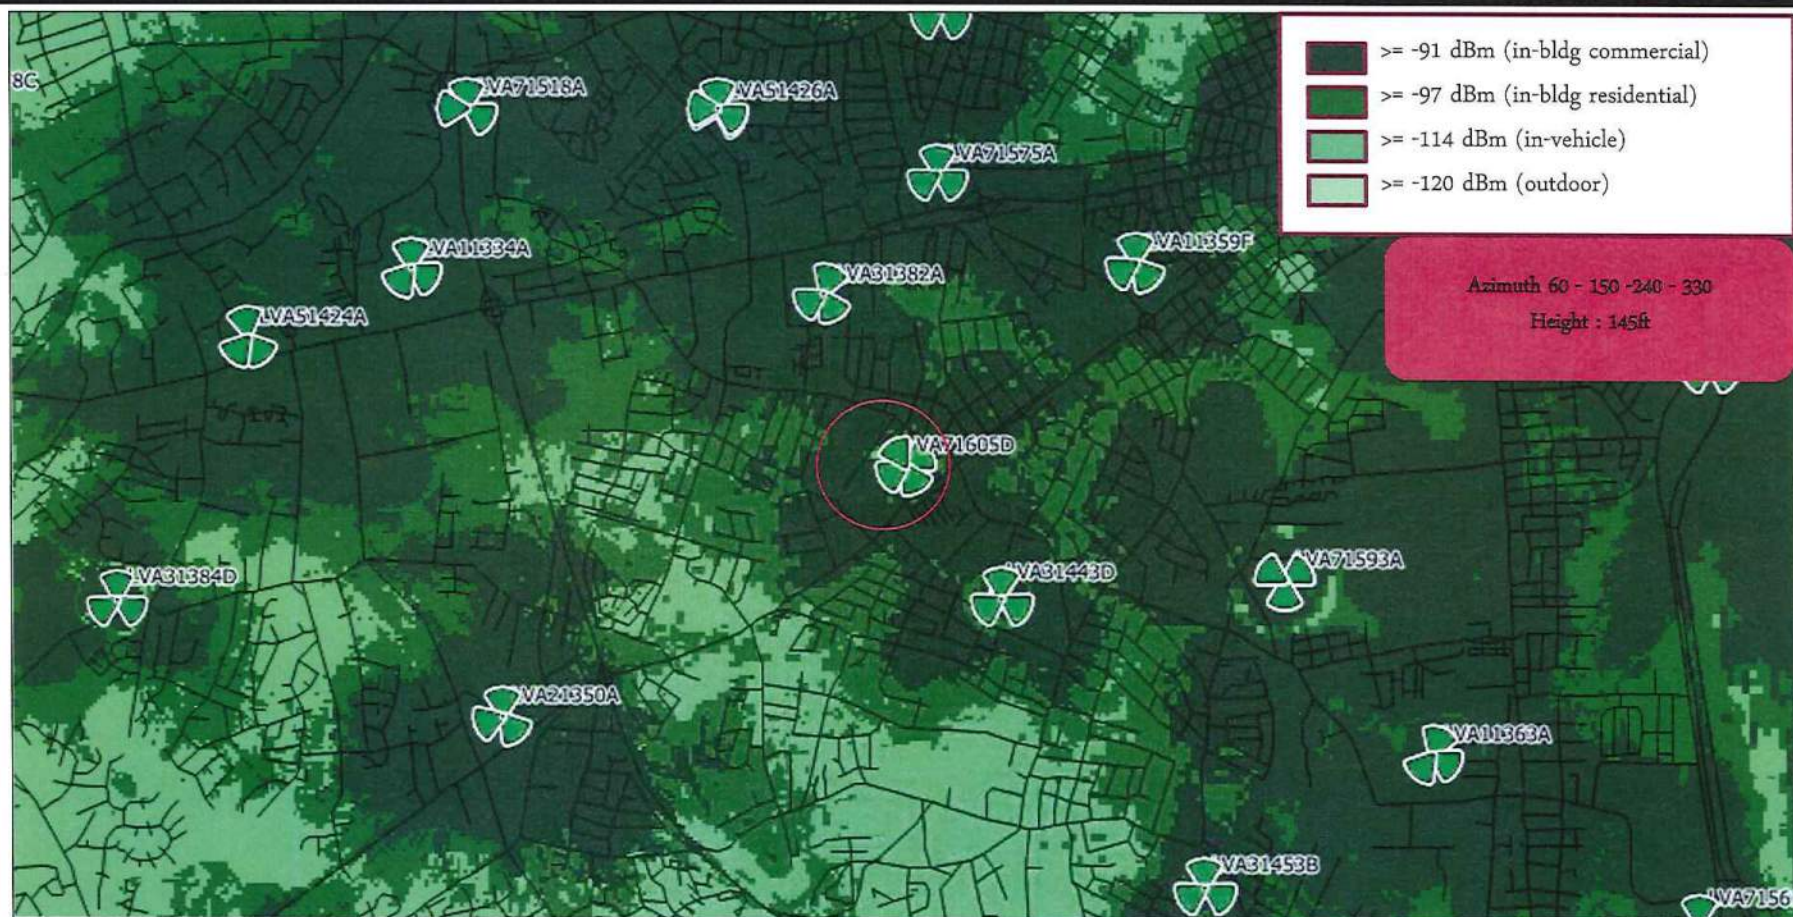 >= -91 dBm (in-bldg commercial)
>= -97 dBm (in-bldg residential)
>= -114 dBm (in-vehicle)
>= -120 dBm (outdoor)
Azimuth 60 - 150 -240 - 330
Height : 145ft
8C
VA71518A
VA51426A
VA71575A
VA11334A
VA31382A
VA11359F
VA51424A
VA71605D
VA31384D
VA31443D
VA71593A
VA21350A
VA11363A
VA31453B
VA7156